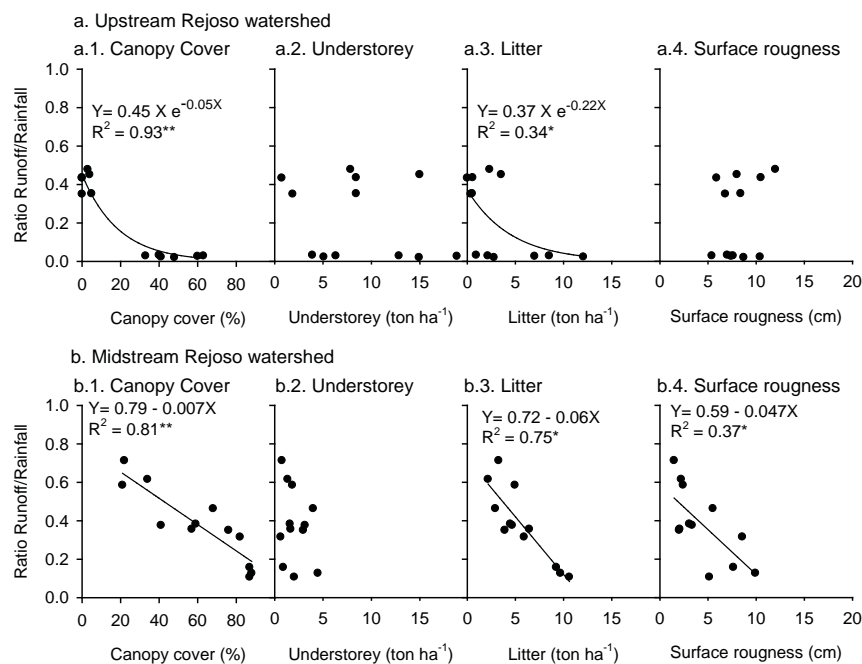 a. Upstream Rejoso watershed
a.1. Canopy Cover
a.2. Understorey
a.3. Litter
a.4. Surface rougness
1.0
0.8
0.6
0.4
0.2
0.0
Ratio Runoff/Rainfall
Y= 0.45 X e^-0.05X
R^2 = 0.93**
Y= 0.37 X e^-0.22X
R^2 = 0.34*
0 20 40 60 80
0 5 10 15
0 5 10 15
0 5 10 15 20
Canopy cover (%)
Understorey (ton ha^-1)
Litter (ton ha^-1)
Surface rougness (cm)
b. Midstream Rejoso watershed
b.1. Canopy Cover
b.2. Understorey
b.3. Litter
b.4. Surface rougness
Y= 0.79 - 0.007X
R^2 = 0.81**
Y= 0.72 - 0.06X
R^2 = 0.75*
Y= 0.59 - 0.047X
R^2 = 0.37*
1.0
0.8
0.6
0.4
0.2
0.0
Ratio Runoff/Rainfall
0 20 40 60 80
0 5 10 15
0 5 10 15
0 5 10 15 20
Canopy cover (%)
Understorey (ton ha^-1)
Litter (ton ha^-1)
Surface rougness (cm)